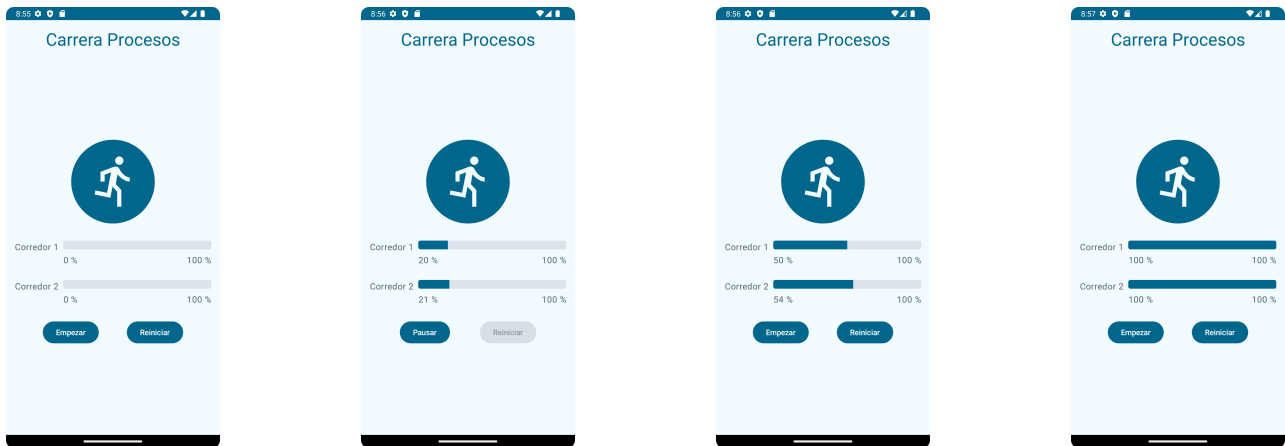 8:55
Carrera Procesos
Corredor 1
0 % 100 %
Corredor 2
0 % 100 %
Empezar Reiniciar
8:56
Carrera Procesos
Corredor 1
20 % 100 %
Corredor 2
21 % 100 %
Pausar Reiniciar
8:56
Carrera Procesos
Corredor 1
50 % 100 %
Corredor 2
54 % 100 %
Empezar Reiniciar
8:57
Carrera Procesos
Corredor 1
100 % 100 %
Corredor 2
100 % 100 %
Empezar Reiniciar